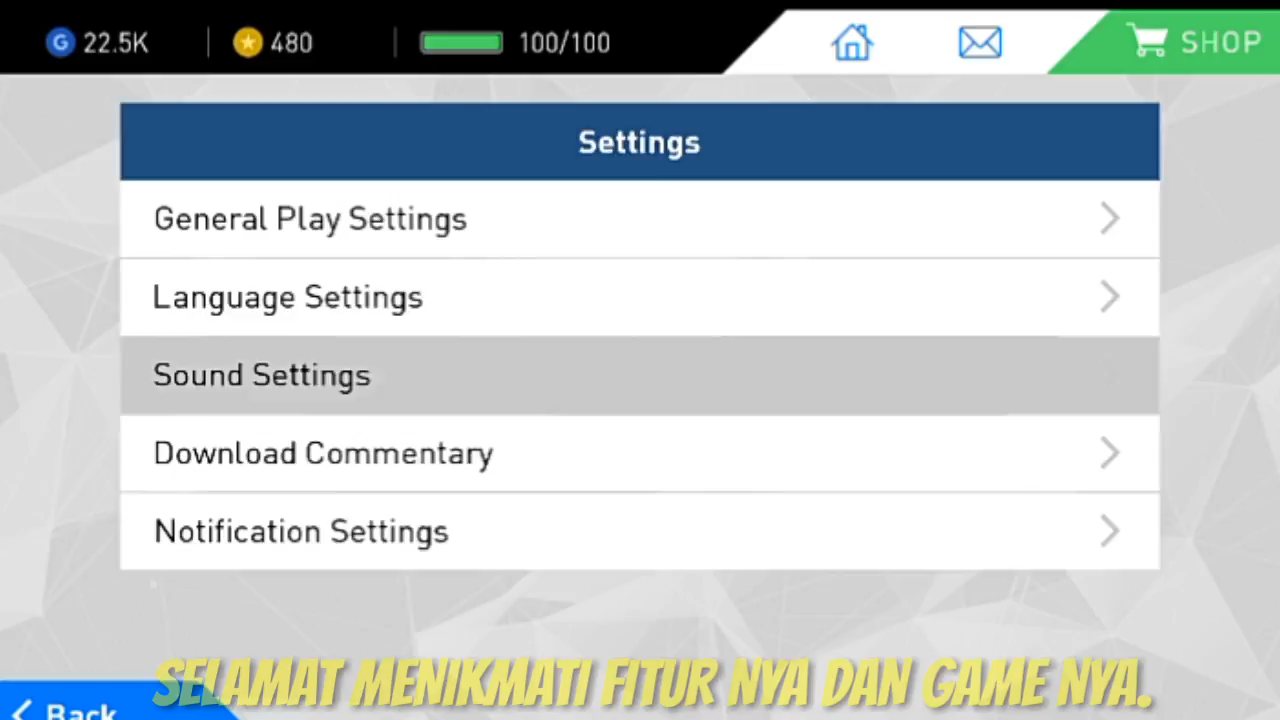 G 22.5K 480 100/100 SHOP
Settings
General Play Settings
Language Settings
Sound Settings
Download Commentary
Notification Settings
SELAMAT MENIKMATI FITUR NYA DAN GAME NYA.
Back